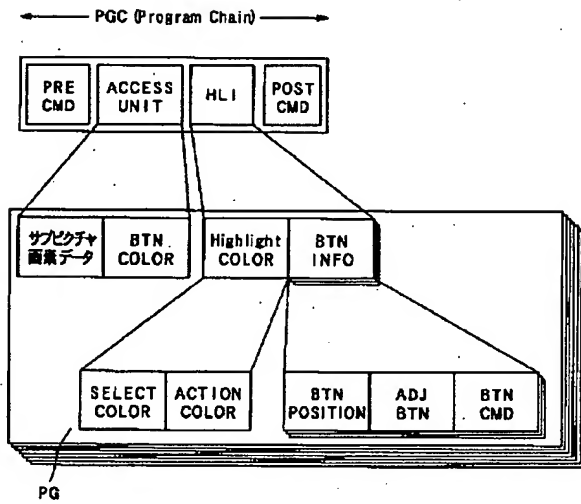 PGC (Program Chain)
PRE
CMD
ACCESS
UNIT
HLI
POST
CMD
サブピクチャ
画素データ
BTN
COLOR
Highlight
COLOR
BTN
INFO
SELECT
COLOR
ACTION
COLOR
BTN
POSITION
ADJ
BTN
BTN
CMD
PG